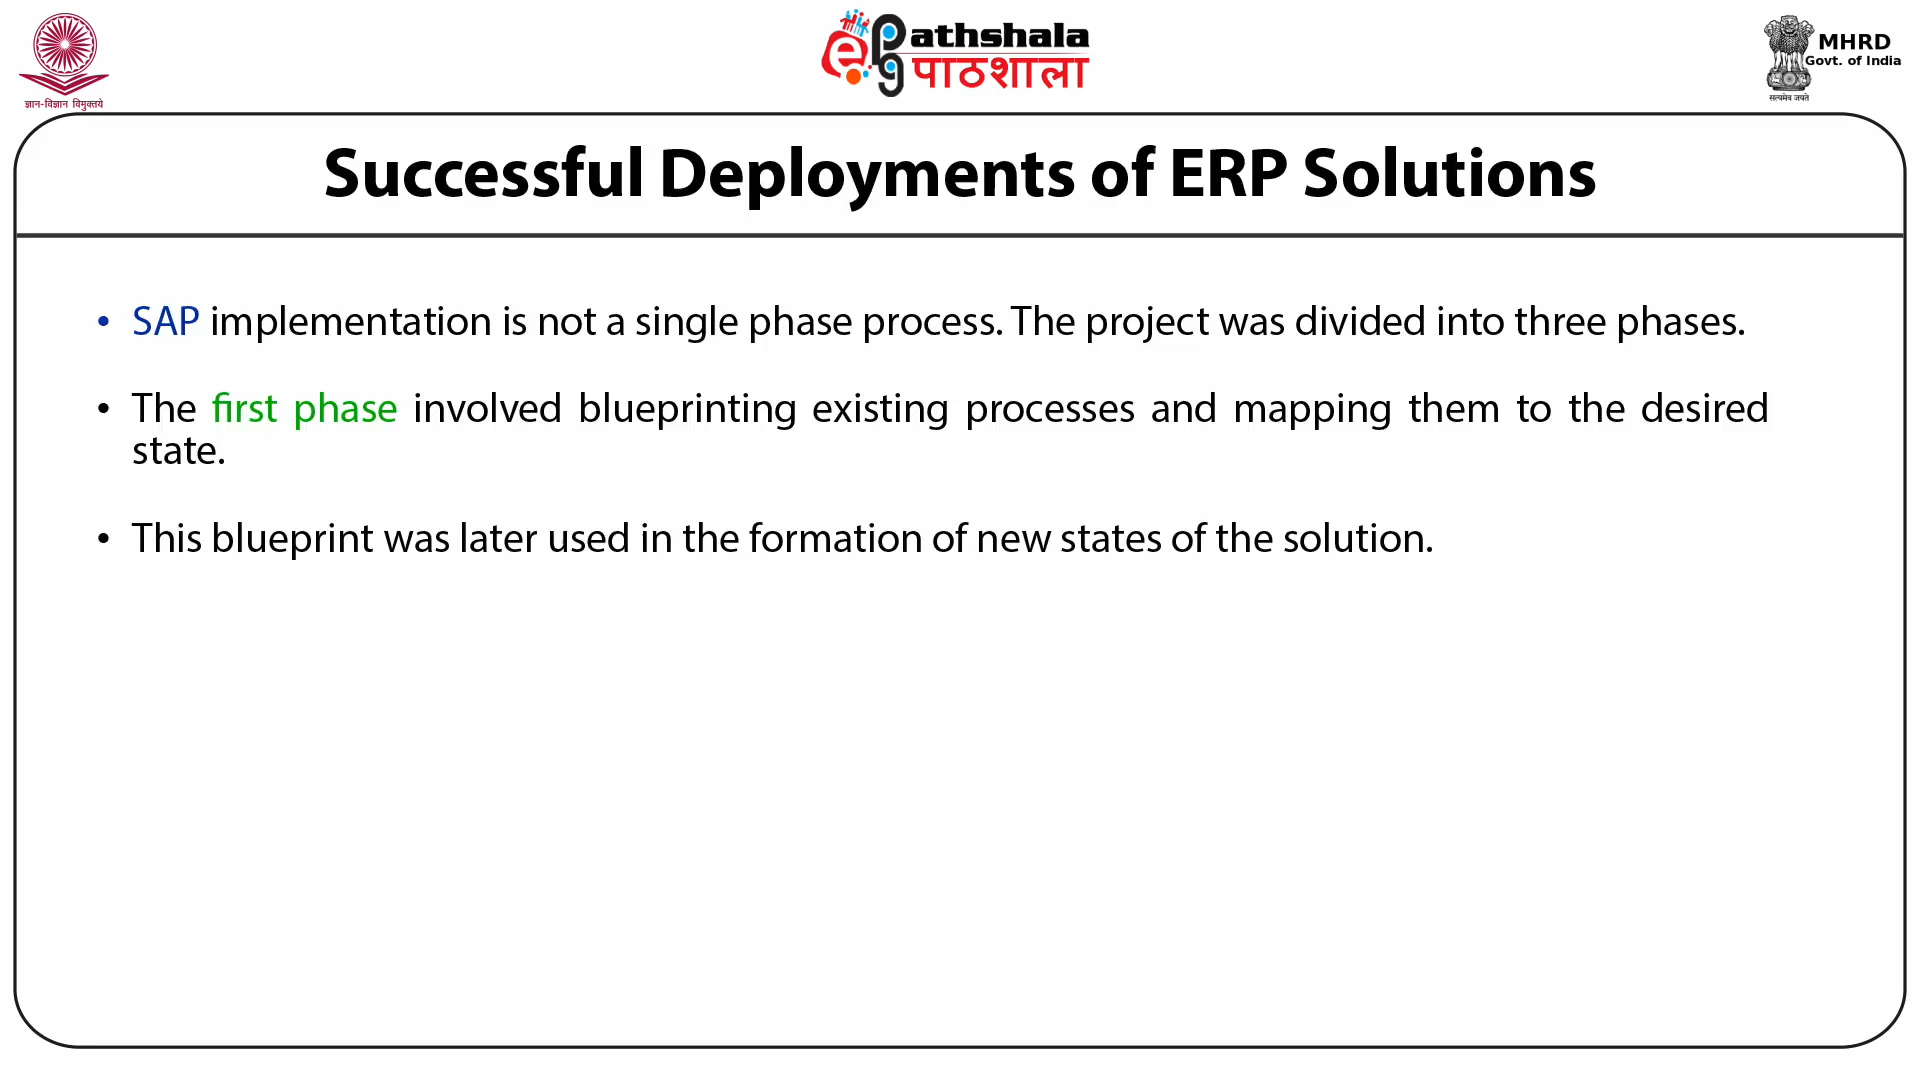 ज्ञान-विज्ञान विमुक्तये
ePg athshala
पाठशाला
MHRD
Govt. of India
सत्यमेव जयते
Successful Deployments of ERP Solutions
• SAP implementation is not a single phase process. The project was divided into three phases.
• The first phase involved blueprinting existing processes and mapping them to the desired
state.
• This blueprint was later used in the formation of new states of the solution.